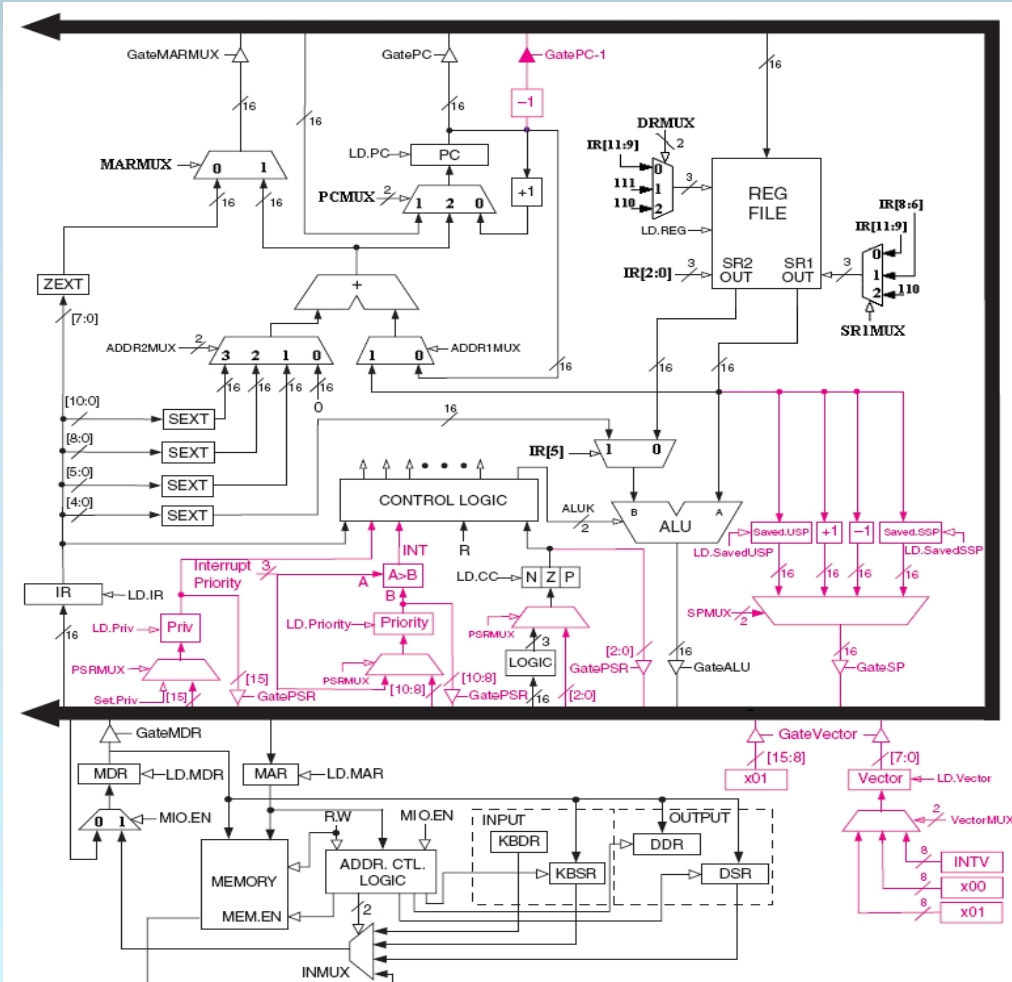 GateMARMUX
GatePC
GatePC-1
16
16
16
16
−1
DRMUX
2
IR[11:9]
LD.PC
PC
0
111
1
110
2
3
MARMUX
0 1
PCMUX
2
1 2 0
+1
REG
FILE
IR[8:6]
IR[11:9]
LD.REG
16
16
16
ZEXT
+
IR[2:0]
3
SR2
OUT
SR1
OUT
3
0
1
2
110
SR1MUX
[7:0]
ADDR2MUX
2
3 2 1 0
1 0
ADDR1MUX
16
16
16
16
16
16
16
0
[10:0]
SEXT
16
[8:0]
SEXT
IR[5]
1 0
[5:0]
SEXT
[4:0]
SEXT
CONTROL LOGIC
ALUK
2
B
A
ALU
Saved.USP
+1
−1
Saved.SSP
LD.SavedUSP
LD.SavedSSP
INT
R
Interrupt
Priority
3
A
A>B
B
LD.CC
N Z P
16
16
16
16
IR
LD.IR
LD.Priv
Priv
LD.Priority
Priority
PSRMUX
SPMUX
2
16
PSRMUX
PSRMUX
3
LOGIC
[2:0]
GatePSR
16
GateALU
16
GateSP
Set.Priv
[15]
[15]
GatePSR
[10:8]
[10:8]
GatePSR
16
[2:0]
GateMDR
GateVector
[15:8]
[7:0]
MDR
LD.MDR
MAR
LD.MAR
x01
Vector
LD.Vector
0 1
MIO.EN
R.W
MIO.EN
INPUT
OUTPUT
KBDR
DDR
2
VectorMUX
MEMORY
ADDR. CTL.
LOGIC
KBSR
DSR
8
INTV
MEM.EN
2
8
x00
8
x01
INMUX